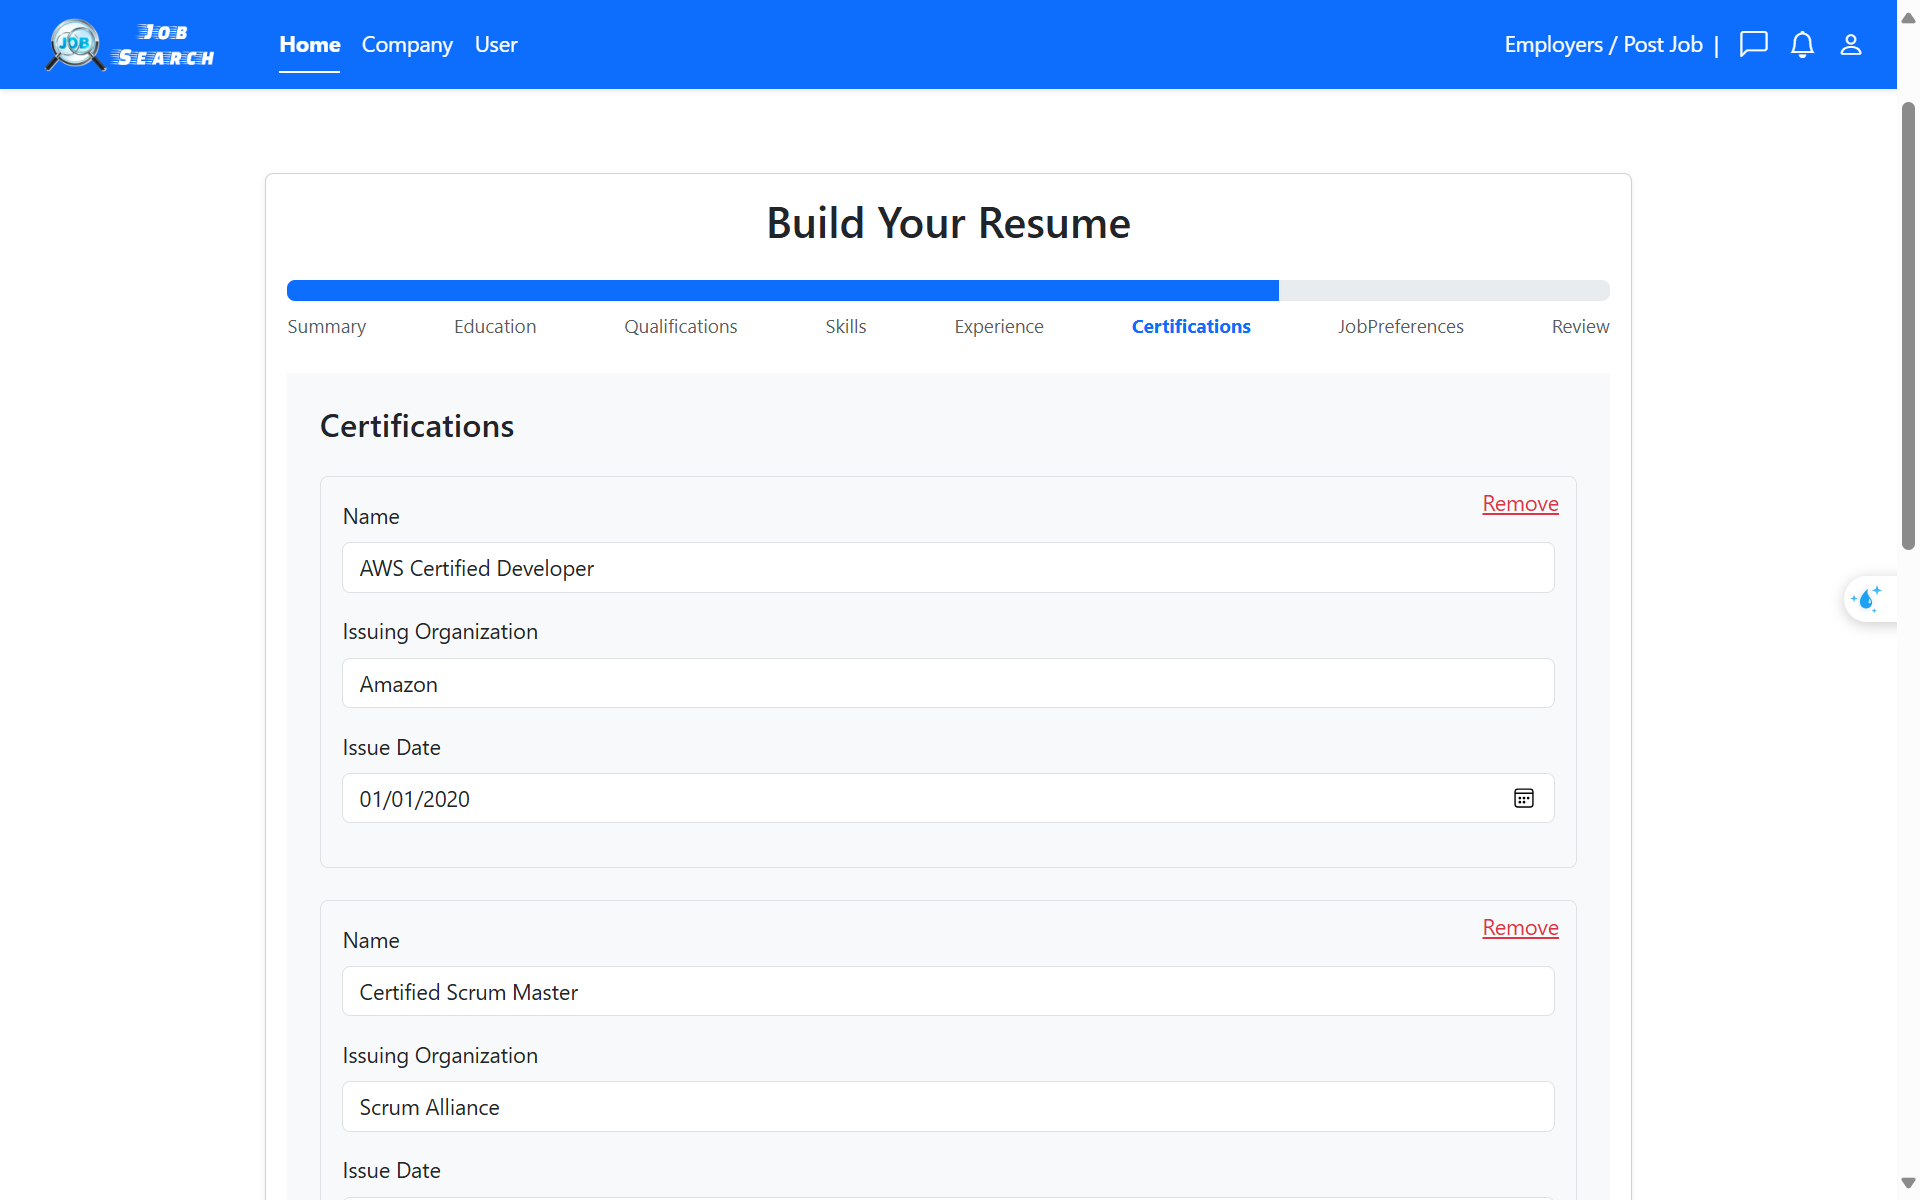 JOB
JOB
SEARCH
Home Company User
Employers / Post Job |
Build Your Resume
Summary Education Qualifications Skills Experience Certifications JobPreferences Review
Certifications
Remove
Name
AWS Certified Developer
Issuing Organization
Amazon
Issue Date
01/01/2020
Remove
Name
Certified Scrum Master
Issuing Organization
Scrum Alliance
Issue Date